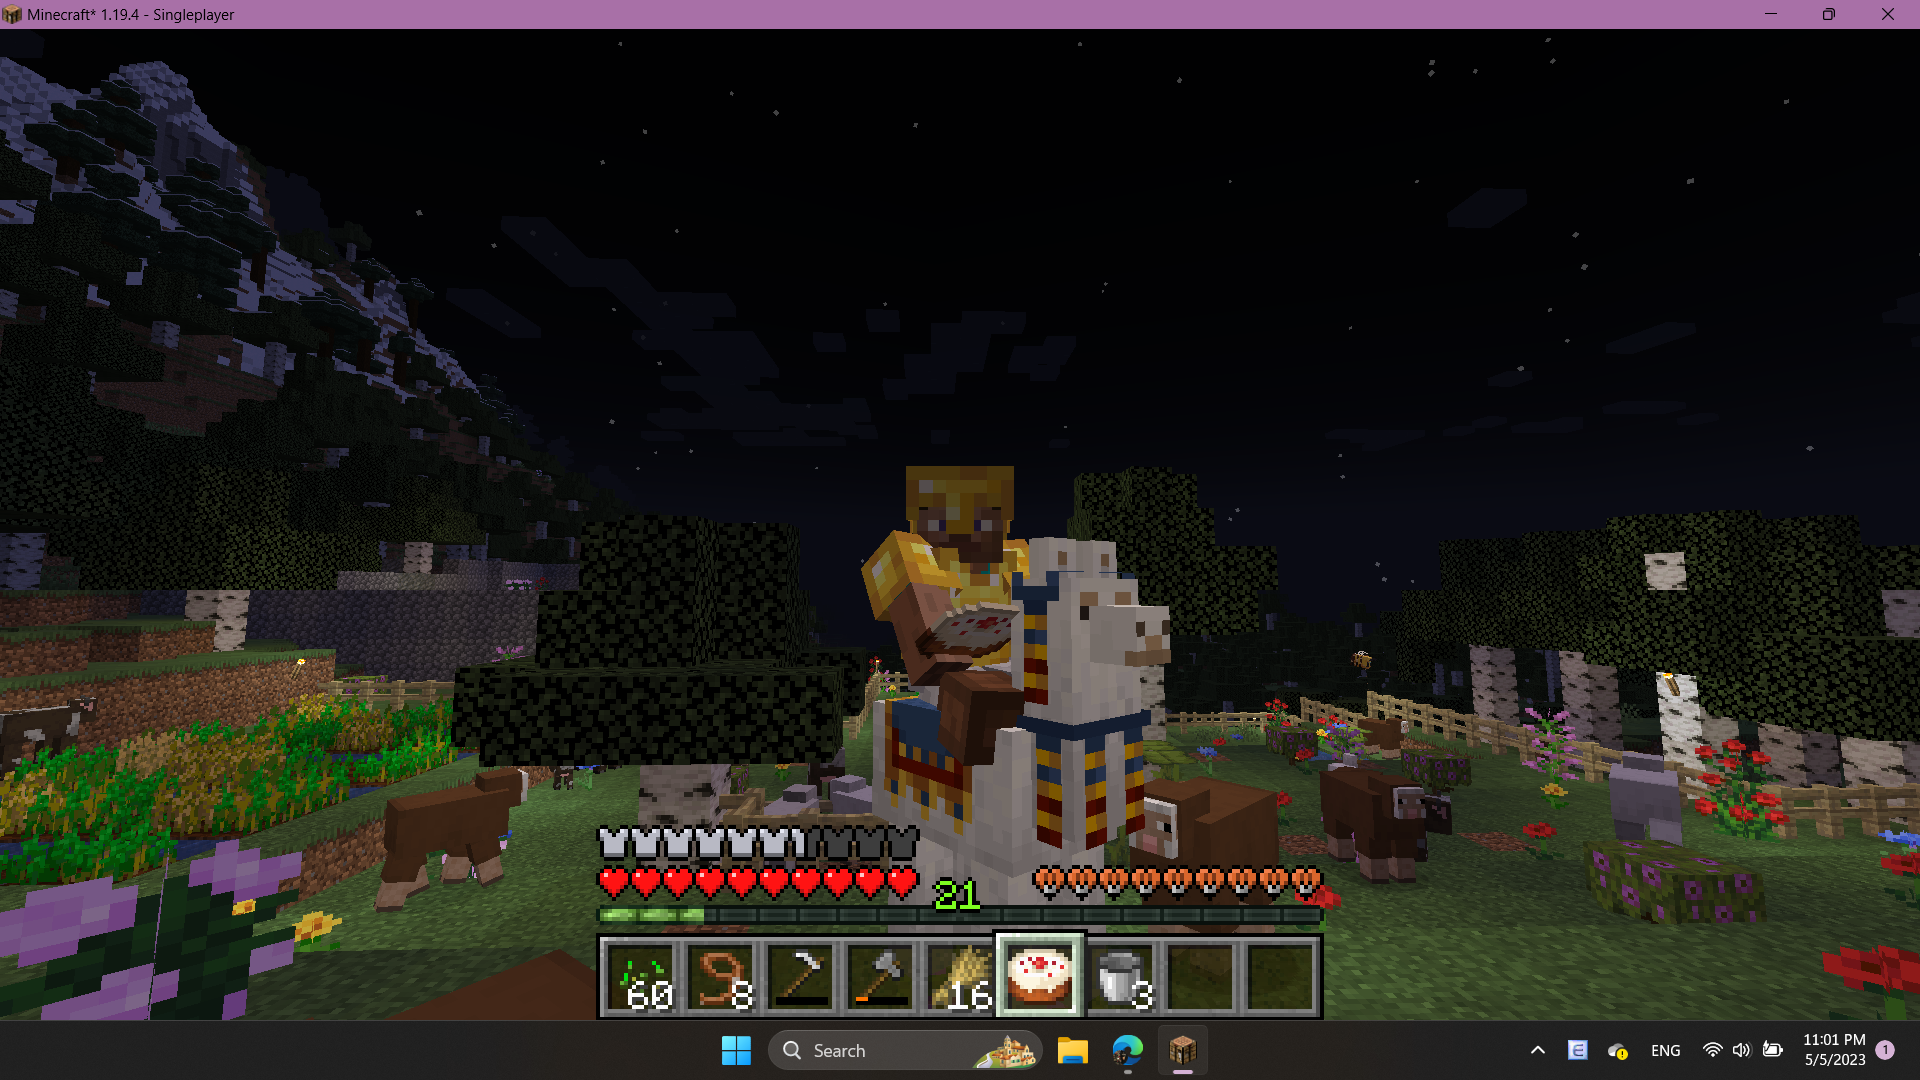 Minecraft* 1.19.4 - Singleplayer
21
60 8 16 3
Search
ENG
11:01 PM
5/5/2023
1